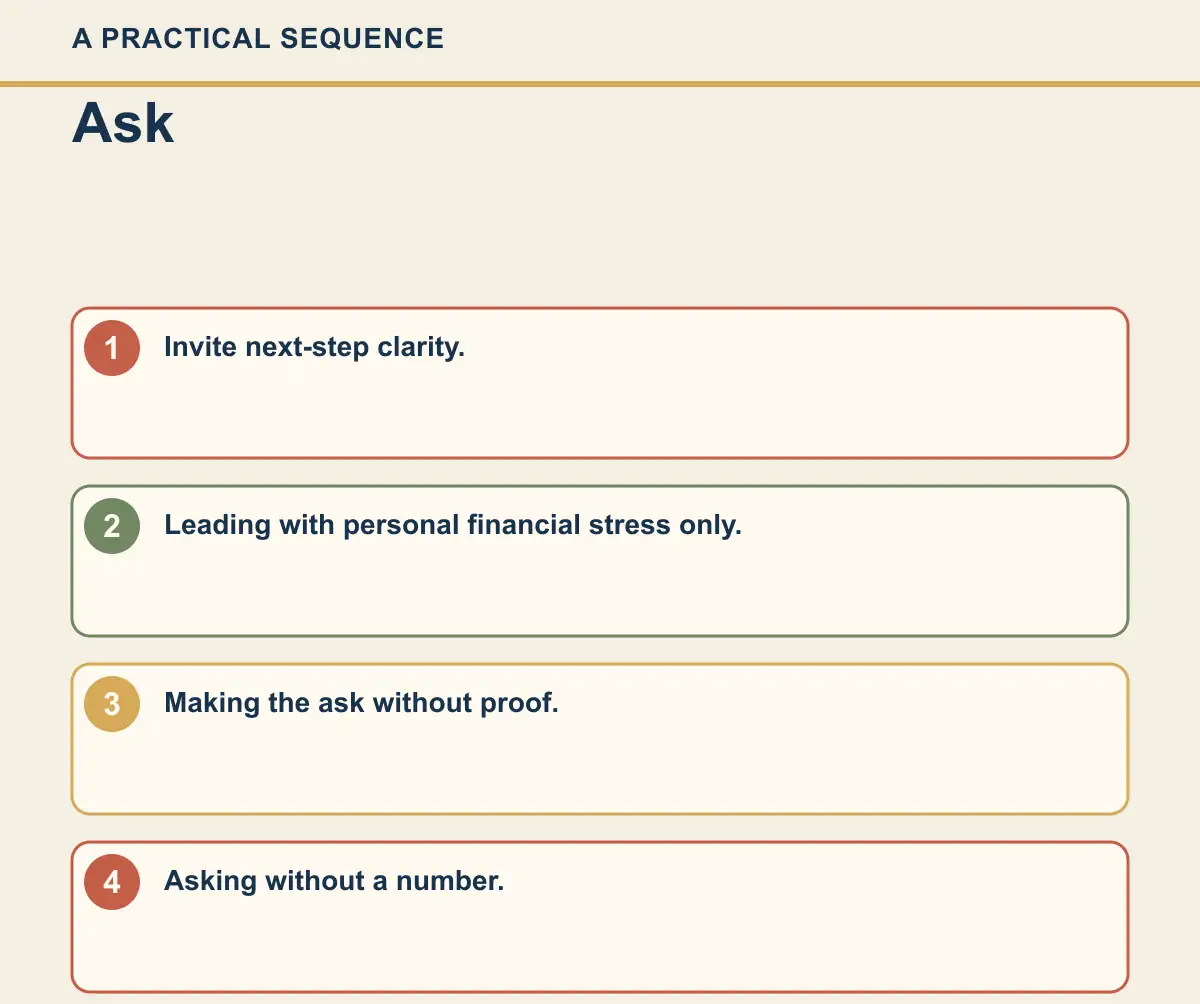 A PRACTICAL SEQUENCE
Ask
1 Invite next-step clarity.
2 Leading with personal financial stress only.
3 Making the ask without proof.
4 Asking without a number.